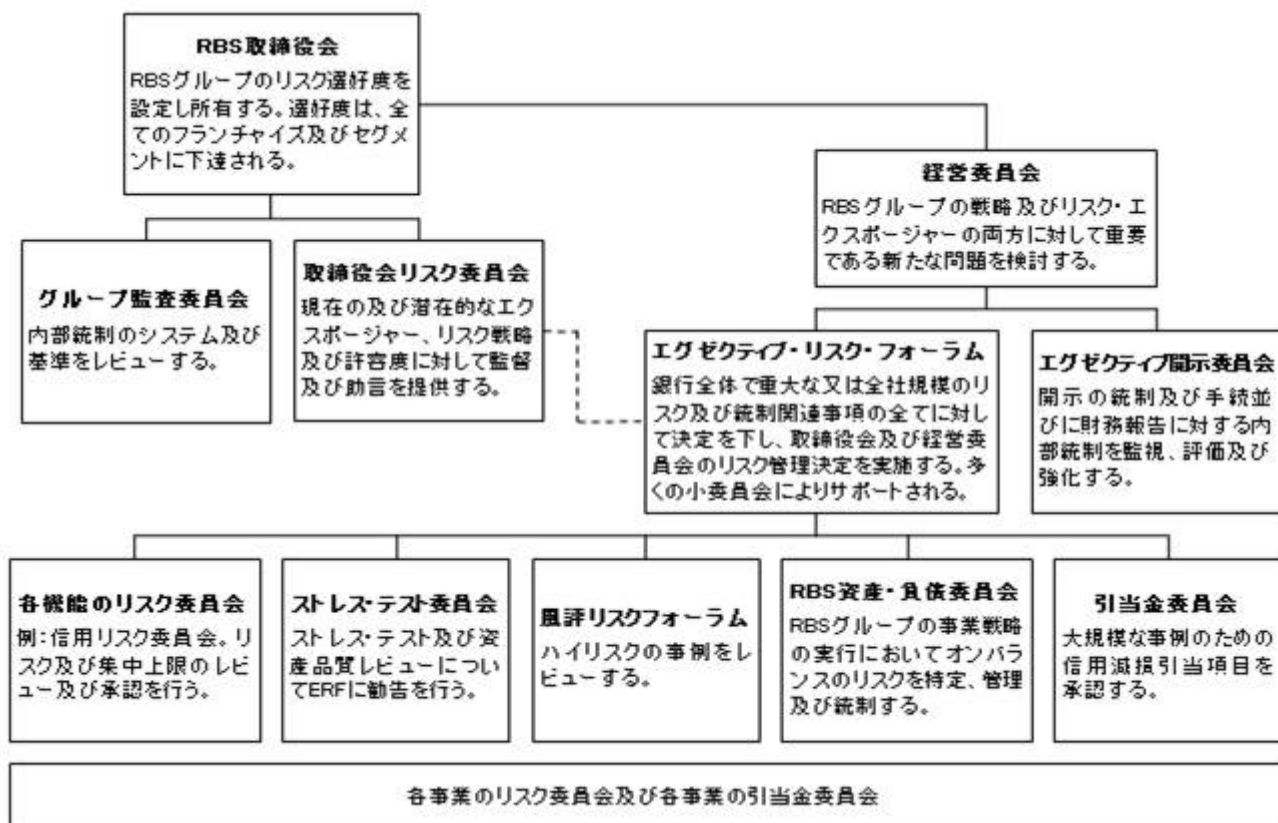 RBS取締役会
RBSグループのリスク選好度を
設定し所有する。選好度は、全
てのフランチャイズ及びセグメ
ントに下達される。
経営委員会
RBSグループの戦略及びリスク・エ
クスポージャーの両方に対して重要
である新たな問題を検討する。
グループ監査委員会
内部統制のシステム及び
基準をレビューする。
取締役会リスク委員会
現在の及び潜在的なエク
スポージャー、リスク戦略
及び許容度に対して監督
及び助言を提供する。
エグゼクティブ・リスク・フォーラム
銀行全体で重大な又は全社規模のリ
スク及び統制関連事項の全てに対し
て決定を下し、取締役会及び経営委
員会のリスク管理決定を実施する。多
くの小委員会によりサポートされる。
エグゼクティブ開示委員会
開示の統制及び手続並
びに財務報告に対する内
部統制を監視、評価及び
強化する。
各機能のリスク委員会
例：信用リスク委員会。リ
スク及び集中上限のレビ
ュー及び承認を行う。
ストレス・テスト委員会
ストレス・テスト及び資
産品質レビューについ
てERFに勧告を行う。
風評リスクフォーラム
ハイリスクの事例をレ
ビューする。
RBS資産・負債委員会
RBSグループの事業戦略
の実行においてオンバラ
ンスのリスクを特定、管理
及び統制する。
引当金委員会
大規模な事例のための
信用減損引当項目を
承認する。
各事業のリスク委員会及び各事業の引当金委員会